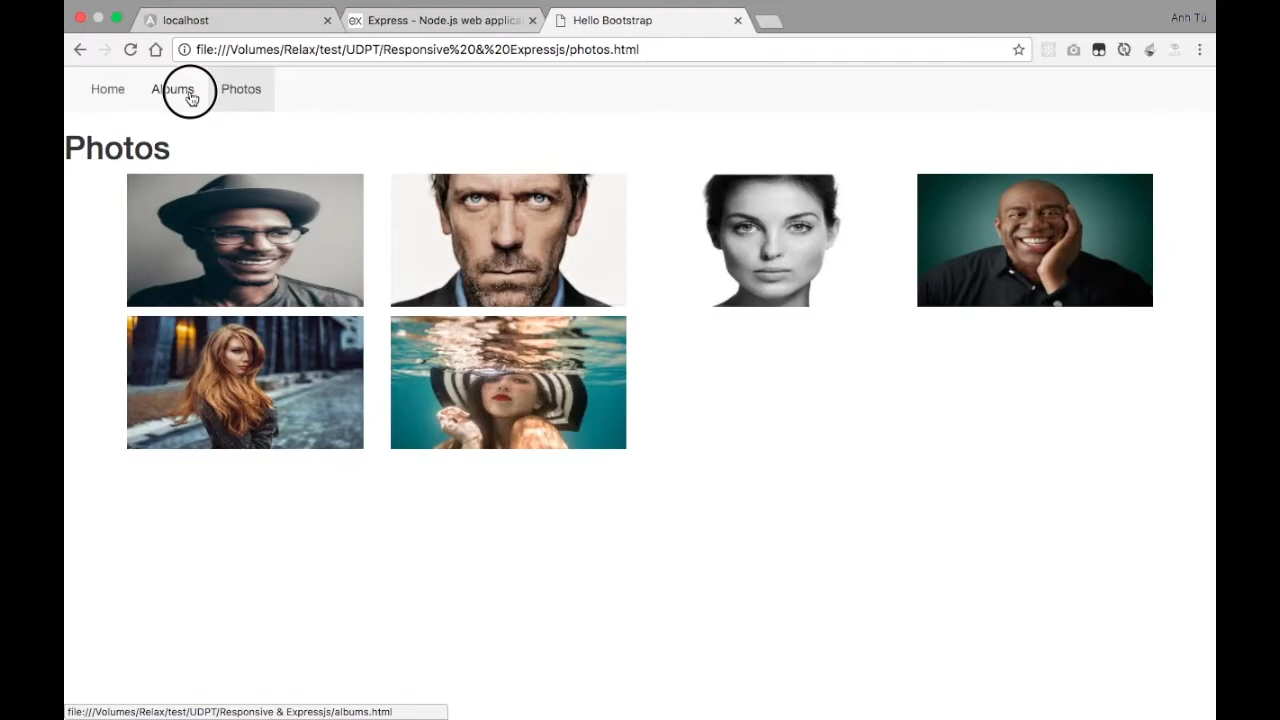 localhost
Express - Node.js web applica
Hello Bootstrap
Anh Tú
file:///Volumes/Relax/test/UDPT/Responsive%20&%20Expressjs/photos.html
Home Albums Photos
Photos
file:///Volumes/Relax/test/UDPT/Responsive & Expressjs/albums.html